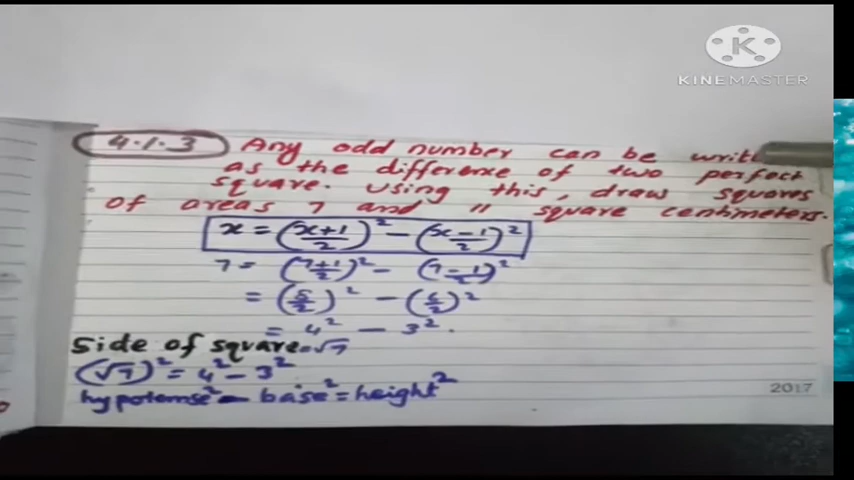 K
KINEMASTER
4.1.3 Any odd number can be writt
as the difference of two perfect
square. Using this, draw squares
of areas 7 and 11 square centimeters.
x = (x+1/2)² - (x-1/2)²
7 = (7+1/2)² - (7-1/2)²
= (8/2)² - (6/2)²
= 4² - 3².
Side of square = √7
(√7)² = 4² - 3²
hypotemse² - base² = height²
2017